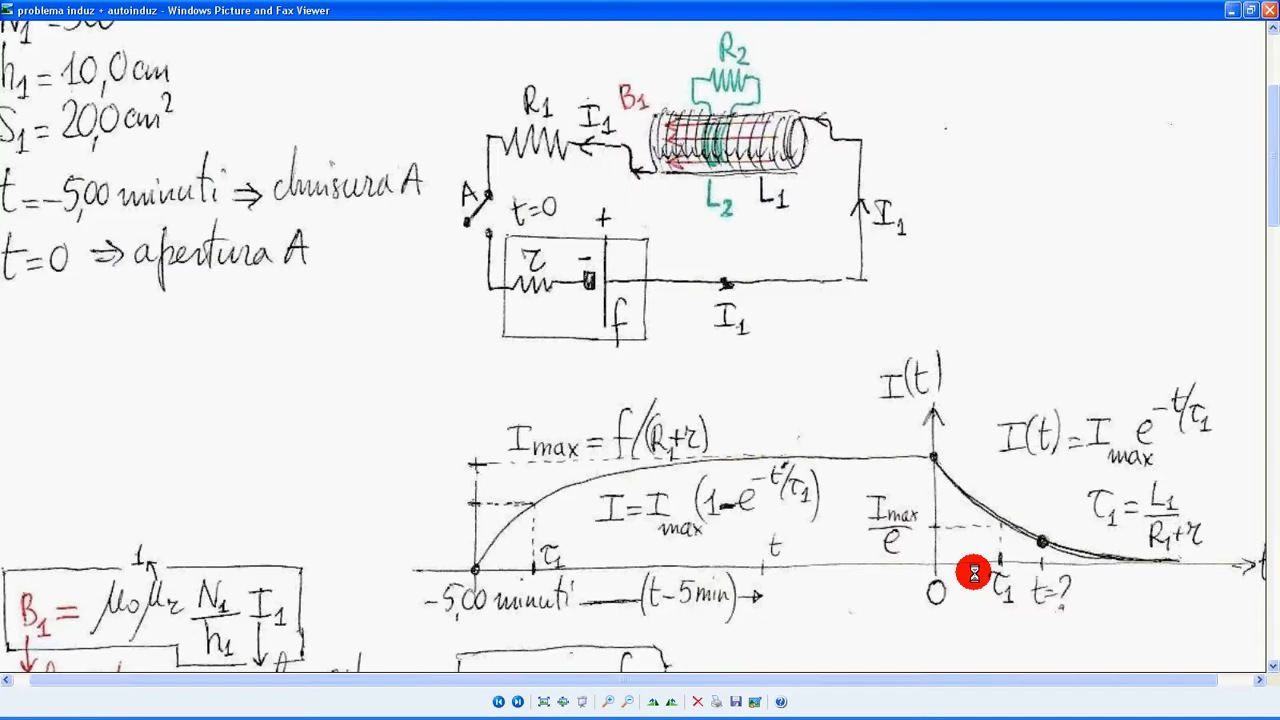 problema induz + autoinduz - Windows Picture and Fax Viewer
h₁ = 10,0 cm
S₁ = 20,0 cm²
t = -5,00 minuti ⇒ chiusura A
t = 0 ⇒ apertura A
R₂
B₁
R₁
I₁
A
t=0
L₂
L₁
I₁
+
r
-
f
I₁
I(t)
Imax = f/(R₁+r)
I(t) = Imax e^(-t/τ₁)
I = Imax (1-e^(-t'/τ₁))
Imax/e
τ₁ = L₁/(R₁+r)
τ₁
t
t
-5,00 minuti
(t-5min)
0
τ₁
t=?
1
B₁ = μ₀μr N₁/h₁ I₁